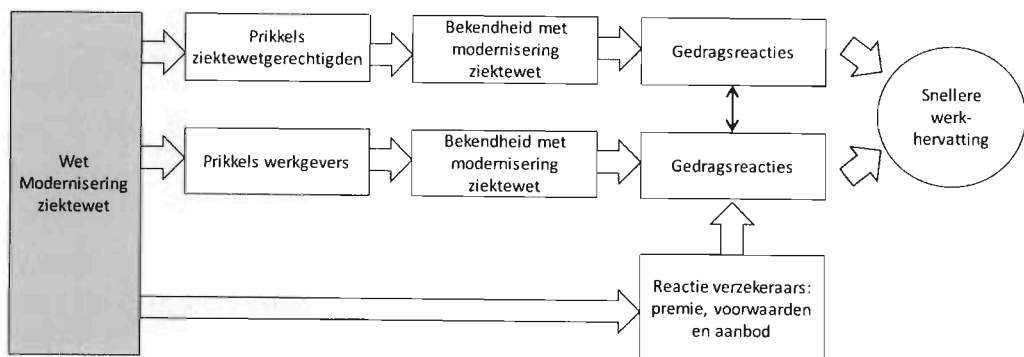 Wet
Modernisering
ziektewet
Prikkels
ziektewetgerechtigden
Bekendheid met
modernisering
ziektewet
Gedragsreacties
Prikkels werkgevers
Bekendheid met
modernisering
ziektewet
Gedragsreacties
Snellere
werk-
hervatting
Reactie verzekeraars:
premie, voorwaarden
en aanbod